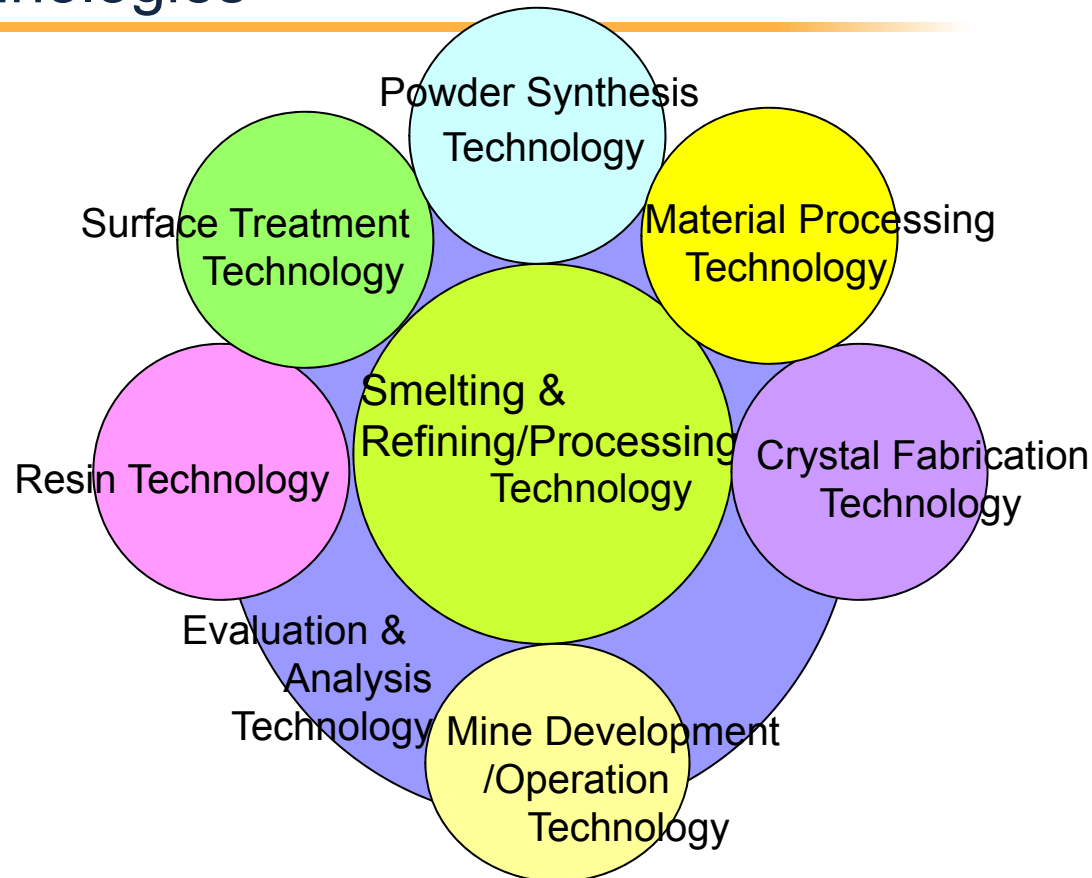 Powder Synthesis
Technology
Surface Treatment
Technology
Material Processing
Technology
Smelting &
Refining/Processing
Technology
Resin Technology
Crystal Fabrication
Technology
Evaluation &
Analysis
Technology
Mine Development
/Operation
Technology